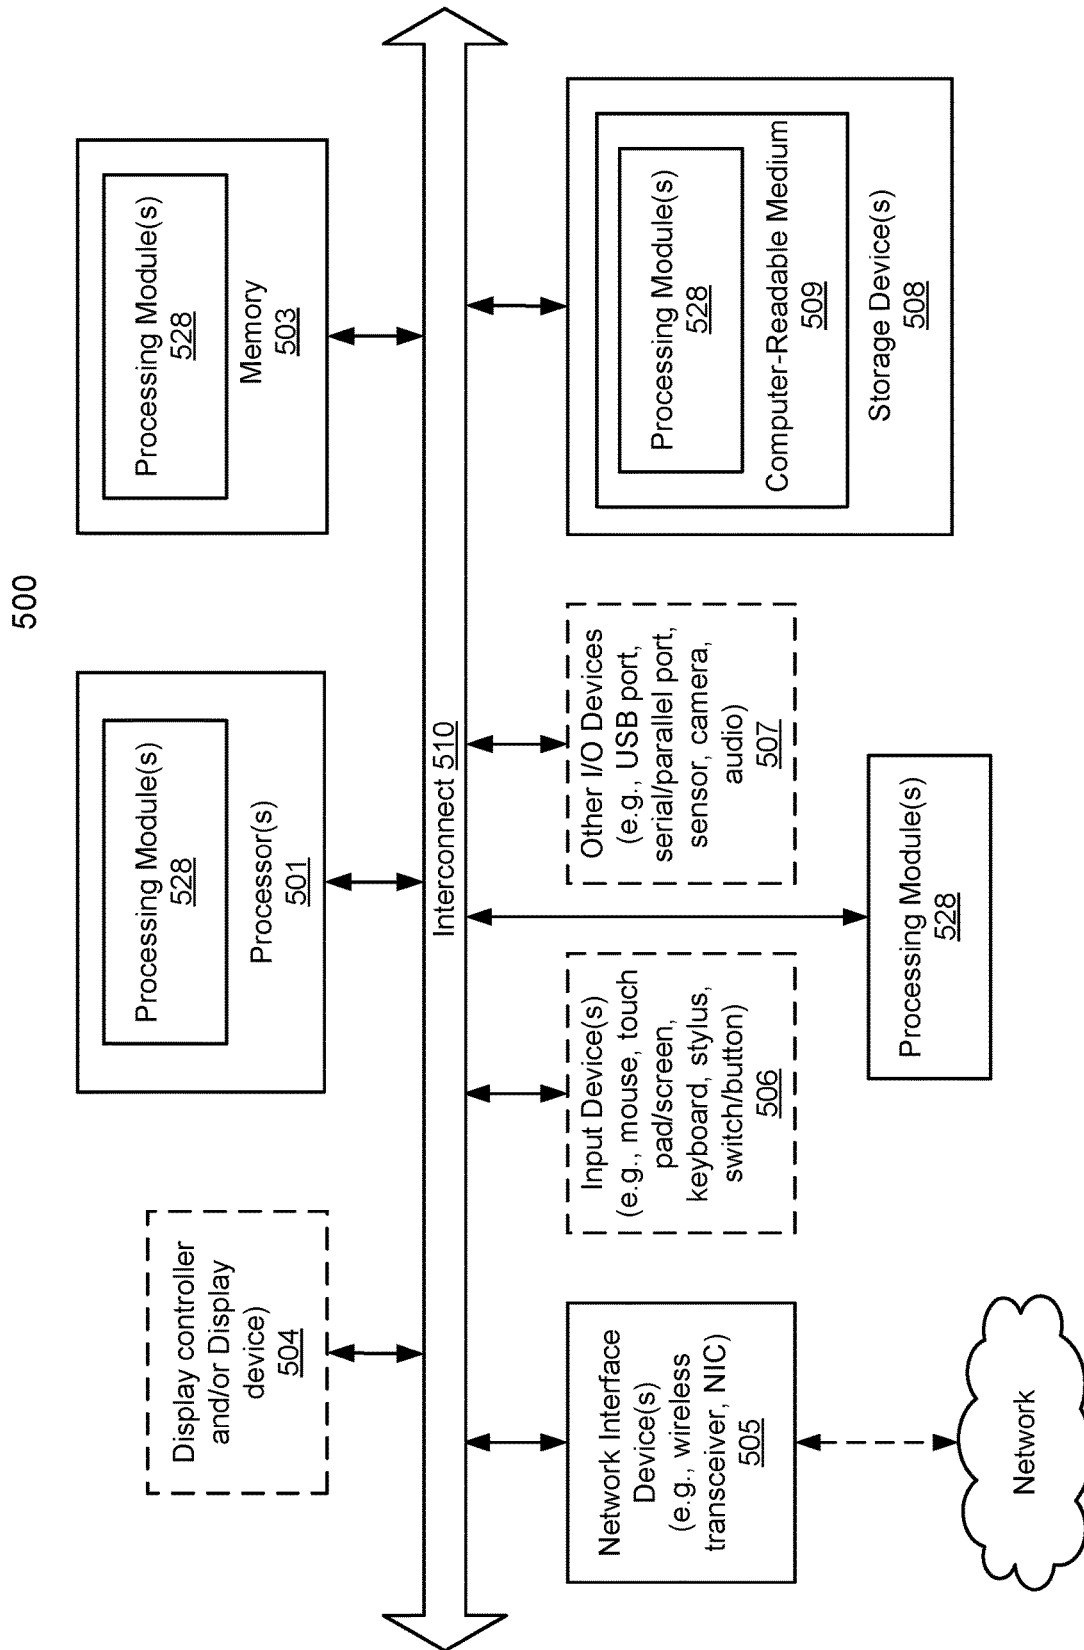 500
Display controller
and/or Display
device)
504
Processing Module(s)
528
Processor(s)
501
Processing Module(s)
528
Memory
503
Interconnect 510
Network Interface
Device(s)
(e.g., wireless
transceiver, NIC)
505
Input Device(s)
(e.g., mouse, touch
pad/screen,
keyboard, stylus,
switch/button)
506
Other I/O Devices
(e.g., USB port,
serial/parallel port,
sensor, camera,
audio)
507
Processing Module(s)
528
Computer-Readable Medium
509
Storage Device(s)
508
Network
Processing Module(s)
528